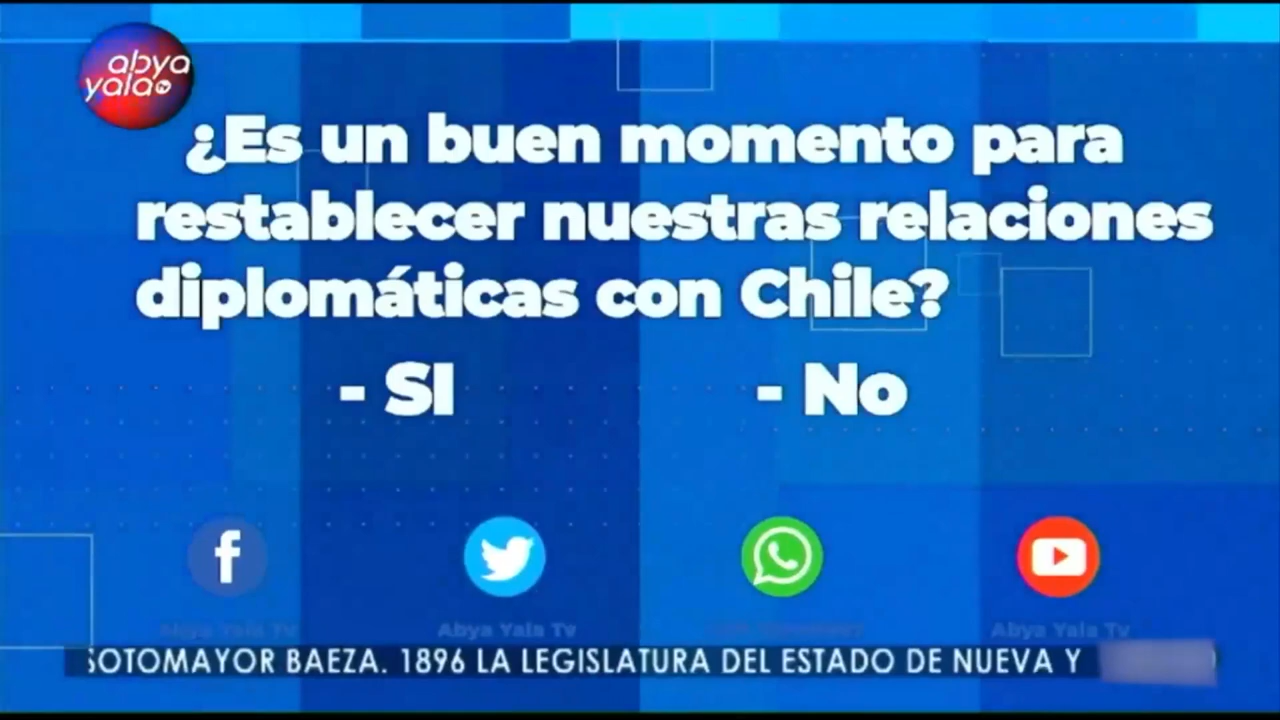 abya
yala tv
¿Es un buen momento para
restablecer nuestras relaciones
diplomáticas con Chile?
- SI - No
Abya Yala Tv Abya Yala Tv Abya Yala Tv
SOTOMAYOR BAEZA. 1896 LA LEGISLATURA DEL ESTADO DE NUEVA Y